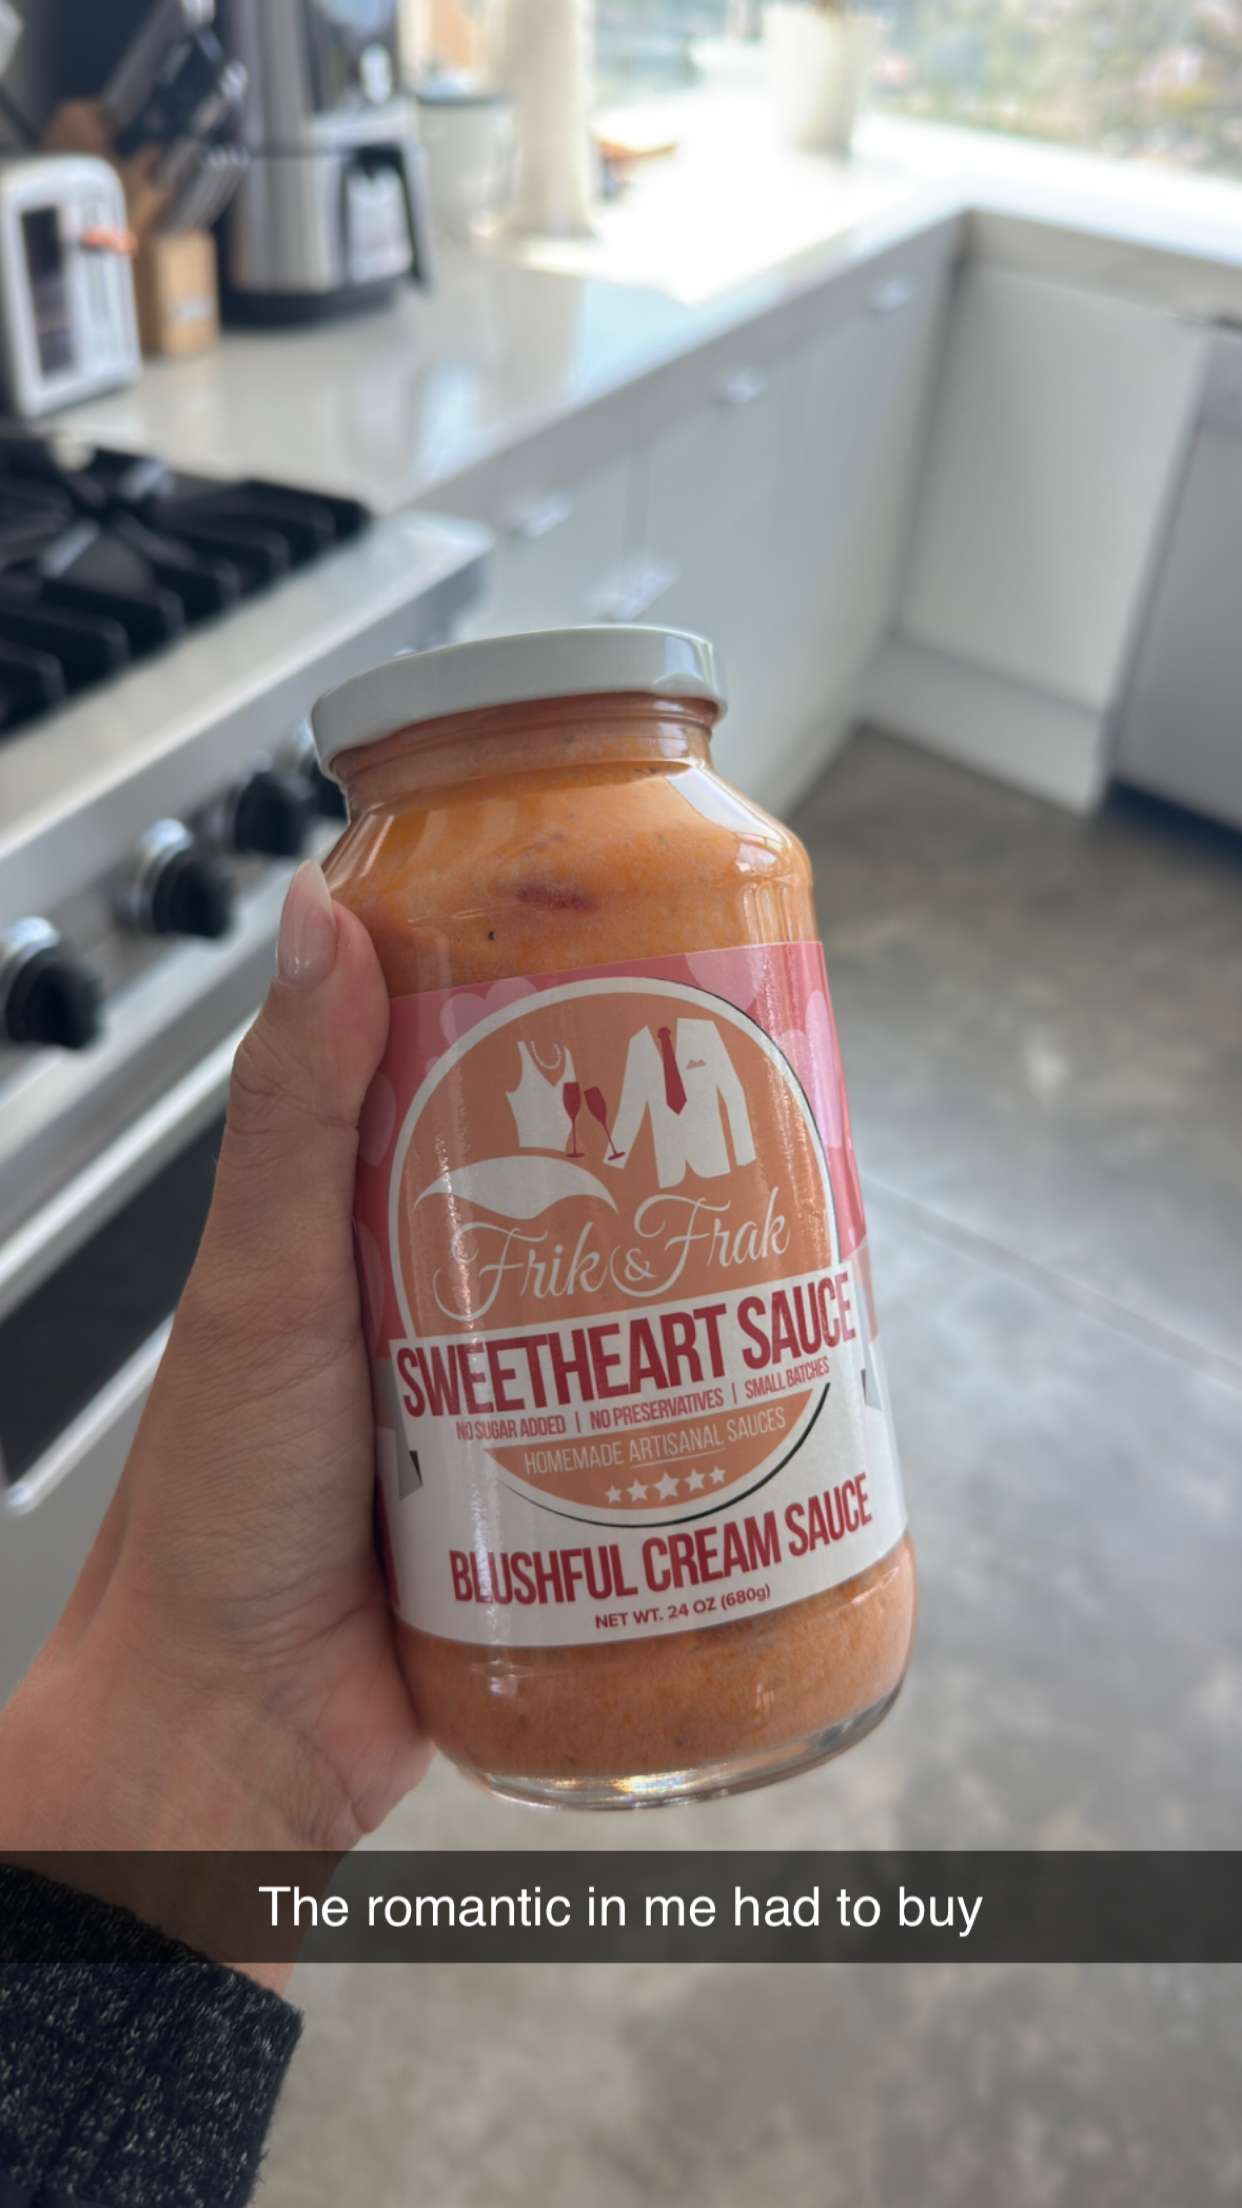 Frik & Frak
SWEETHEART SAUCE
NO SUGAR ADDED | NO PRESERVATIVES | SMALL BATCHES
HOMEMADE ARTISANAL SAUCES
BLUSHFUL CREAM SAUCE
NET WT. 24 OZ (680g)
The romantic in me had to buy